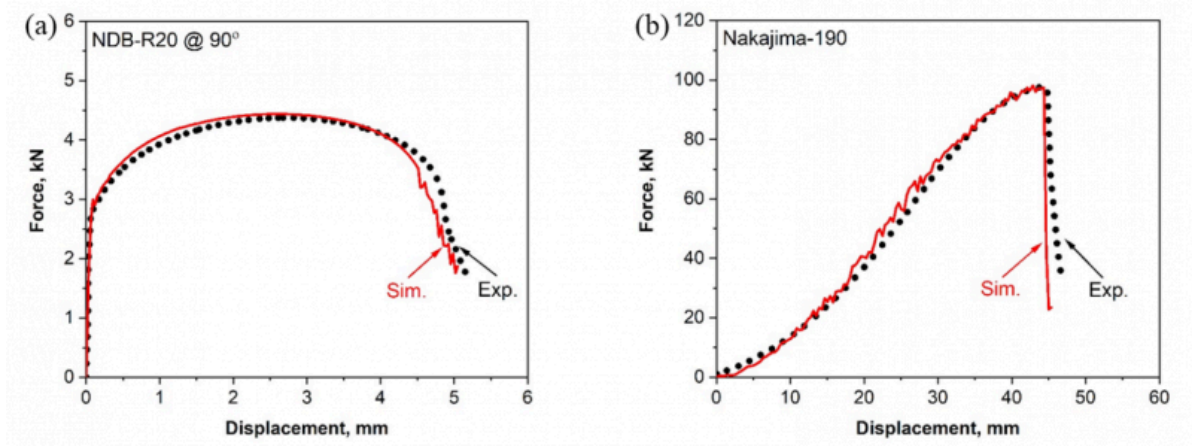 (a)
NDB-R20 @ 90°
Force, kN
6
5
4
3
2
1
0
0 1 2 3 4 5 6
Displacement, mm
Sim.
Exp.
(b)
Nakajima-190
Force, kN
120
100
80
60
40
20
0
0 10 20 30 40 50 60
Displacement, mm
Sim.
Exp.